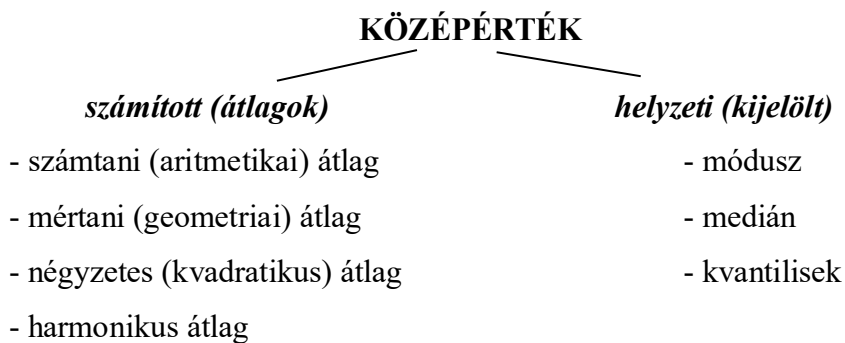 KÖZÉPÉRTÉK
számított (átlagok)
- számtani (aritmetikai) átlag
- mértani (geometriai) átlag
- négyzetes (kvadratikus) átlag
- harmonikus átlag
helyzeti (kijelölt)
- módusz
- medián
- kvantilisek